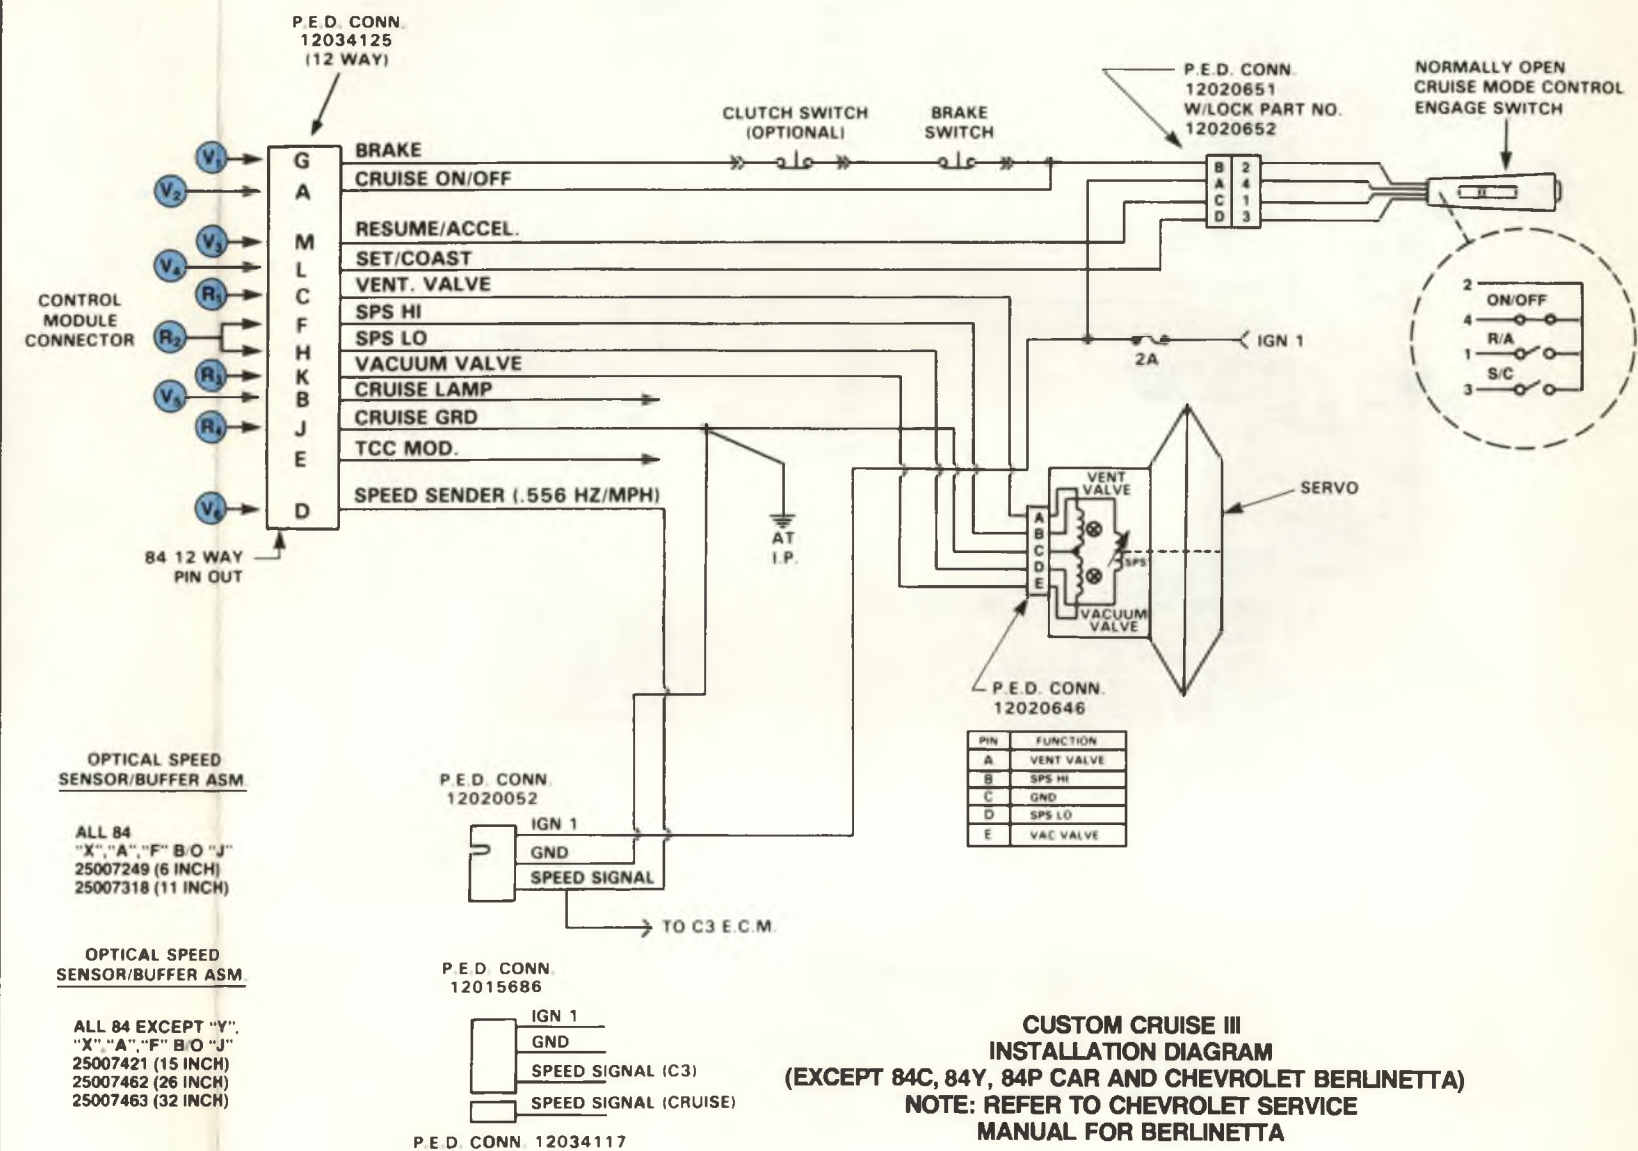 P.E.D. CONN.
12034125
(12 WAY)
P.E.D. CONN.
12020651
W/LOCK PART NO.
12020652
NORMALLY OPEN
CRUISE MODE CONTROL
ENGAGE SWITCH
CLUTCH SWITCH
(OPTIONAL)
BRAKE
SWITCH
V1
G
BRAKE
V2
A
CRUISE ON/OFF
V3
M
RESUME/ACCEL.
V4
L
SET/COAST
R1
C
VENT. VALVE
R2
F
SPS HI
H
SPS LO
R3
K
VACUUM VALVE
V5
B
CRUISE LAMP
R4
J
CRUISE GRD
E
TCC MOD.
V6
D
SPEED SENDER (.556 HZ/MPH)
CONTROL
MODULE
CONNECTOR
84 12 WAY
PIN OUT
B 2
A 4
C 1
D 3
2A
IGN 1
2
ON/OFF
4
R/A
1
S/C
3
AT
I.P.
VENT
VALVE
A
B
C
D
E
SPS
VACUUM
VALVE
SERVO
P.E.D. CONN.
12020646
PIN FUNCTION
A VENT VALVE
B SPS HI
C GND
D SPS LO
E VAC VALVE
OPTICAL SPEED
SENSOR/BUFFER ASM.
ALL 84
"X","A","F" B/O "J"
25007249 (6 INCH)
25007318 (11 INCH)
P.E.D. CONN.
12020052
IGN 1
GND
SPEED SIGNAL
TO C3 E.C.M.
OPTICAL SPEED
SENSOR/BUFFER ASM.
ALL 84 EXCEPT "Y",
"X","A","F" B/O "J"
25007421 (15 INCH)
25007462 (26 INCH)
25007463 (32 INCH)
P.E.D. CONN.
12015686
IGN 1
GND
SPEED SIGNAL (C3)
SPEED SIGNAL (CRUISE)
P.E.D. CONN. 12034117
CUSTOM CRUISE III
INSTALLATION DIAGRAM
(EXCEPT 84C, 84Y, 84P CAR AND CHEVROLET BERLINETTA)
NOTE: REFER TO CHEVROLET SERVICE
MANUAL FOR BERLINETTA